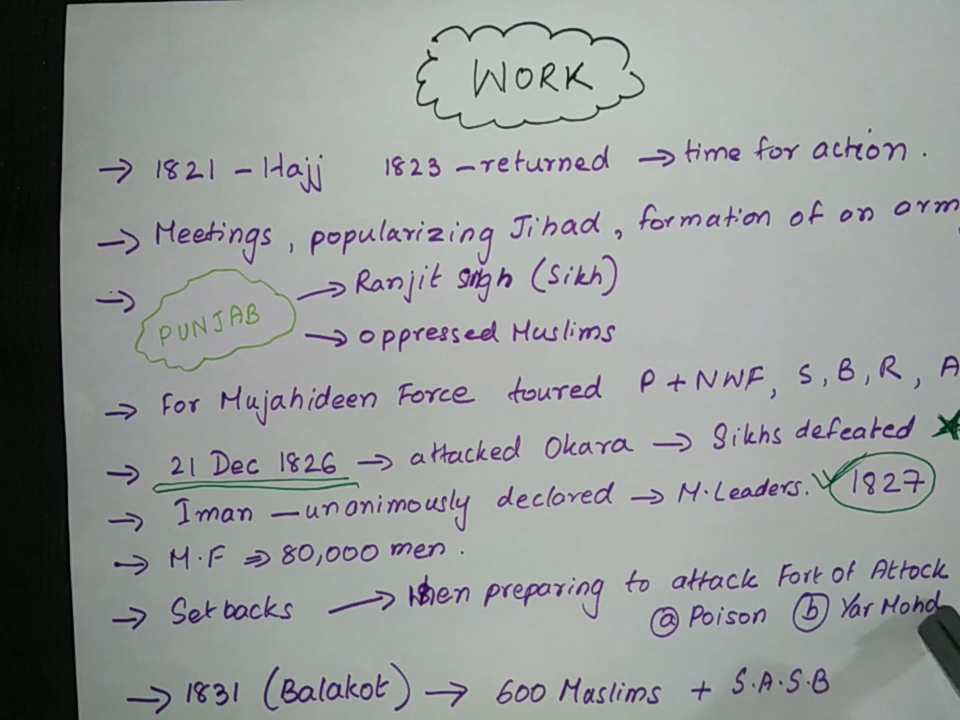 WORK
→ 1821 - Hajj 1823 - returned → time for action.
→ Meetings, popularizing Jihad, formation of an arm
→ PUNJAB → Ranjit Singh (Sikh)
→ oppressed Muslims
→ For Mujahideen Force toured P + NWF, S, B, R, A
→ 21 Dec 1826 → attacked Okara → Sikhs defeated ★
→ Iman - unanimously declared → M. Leaders. ✓ 1827
→ M.F ⇒ 80,000 men.
→ Setbacks → preparing to attack Fort of Attock
ⓐ Poison ⓑ Yar Mohd
→ 1831 (Balakot) → 600 Muslims + S.A.S.B